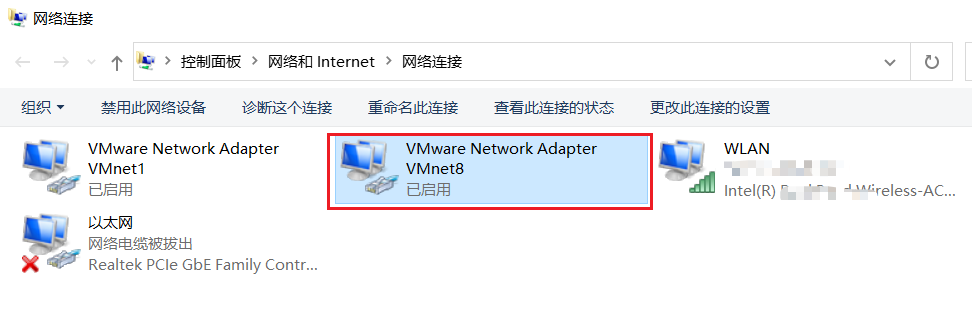 网络连接
控制面板 网络和 Internet 网络连接
组织 禁用此网络设备 诊断这个连接 重命名此连接 查看此连接的状态 更改此连接的设置
VMware Network Adapter
VMnet1
已启用
VMware Network Adapter
VMnet8
已启用
WLAN
Intel(R) Wireless-AC...
以太网
网络电缆被拔出
Realtek PCIe GbE Family Contr...